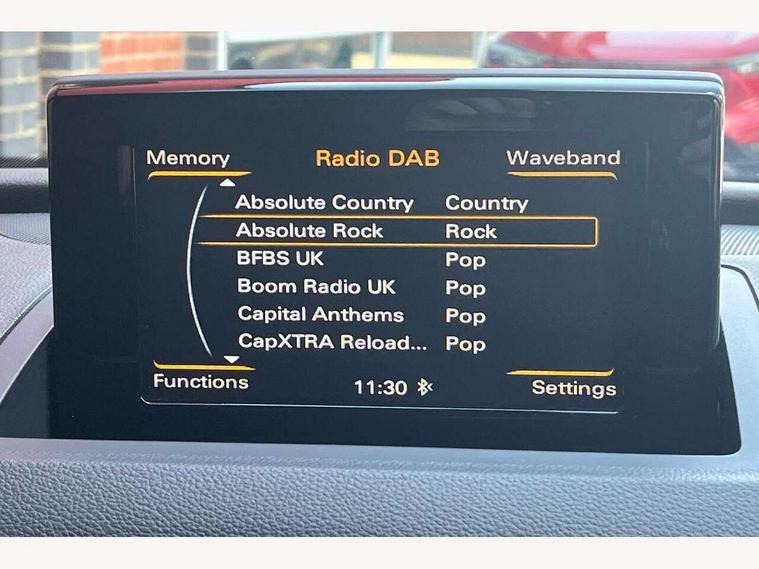 Memory Radio DAB Waveband
Absolute Country Country
Absolute Rock Rock
BFBS UK Pop
Boom Radio UK Pop
Capital Anthems Pop
CapXTRA Reload... Pop
Functions 11:30 Settings